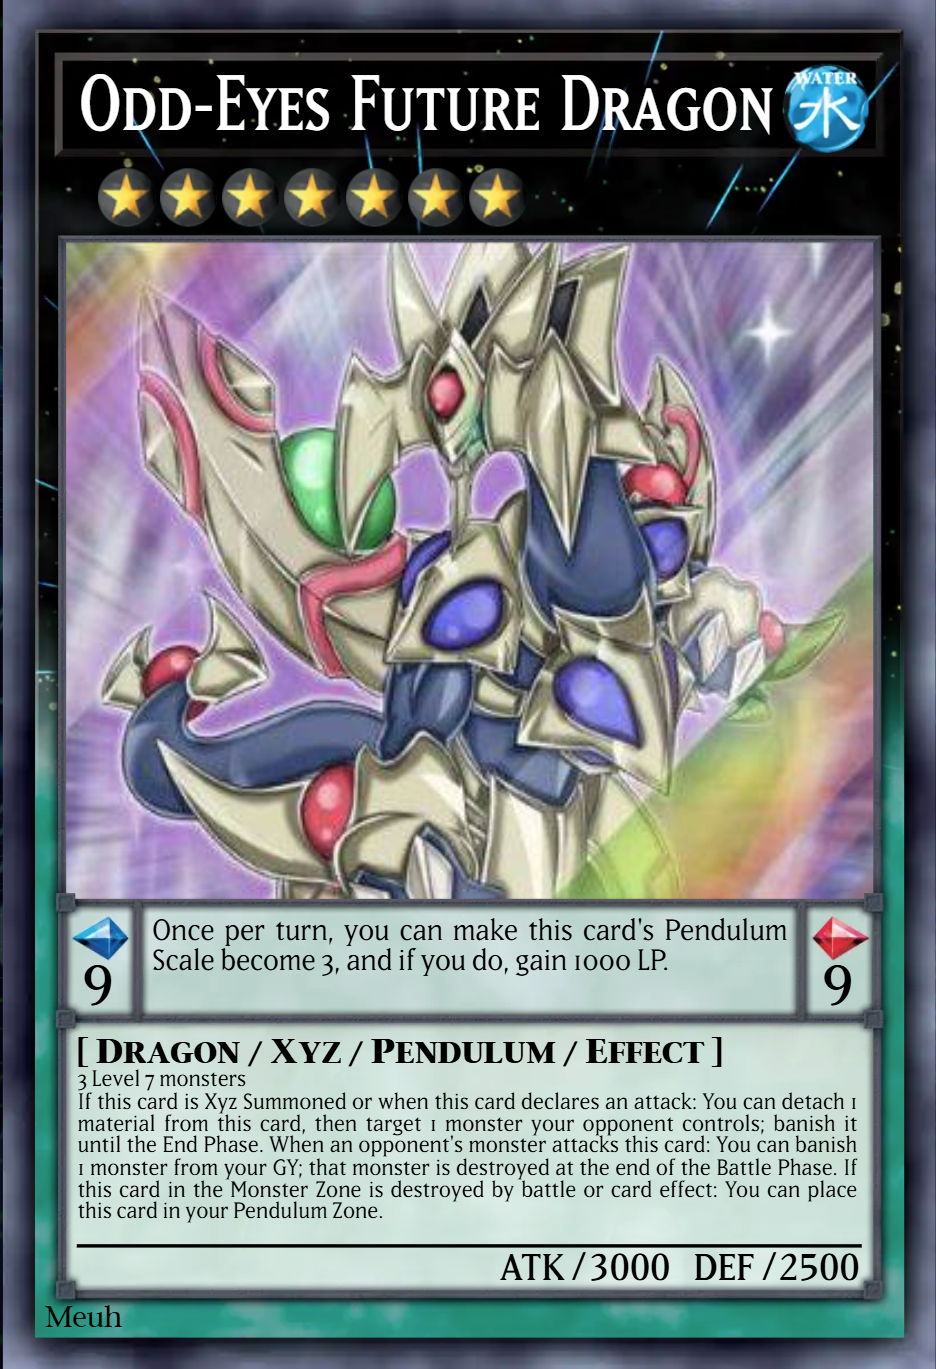 Odd-Eyes Future Dragon
WATER
水
9
Once per turn, you can make this card's Pendulum
Scale become 3, and if you do, gain 1000 LP.
9
[ Dragon / Xyz / Pendulum / Effect ]
3 Level 7 monsters
If this card is Xyz Summoned or when this card declares an attack: You can detach 1
material from this card, then target 1 monster your opponent controls; banish it
until the End Phase. When an opponent's monster attacks this card: You can banish
1 monster from your GY; that monster is destroyed at the end of the Battle Phase. If
this card in the Monster Zone is destroyed by battle or card effect: You can place
this card in your Pendulum Zone.
ATK/3000 DEF/2500
Meuh